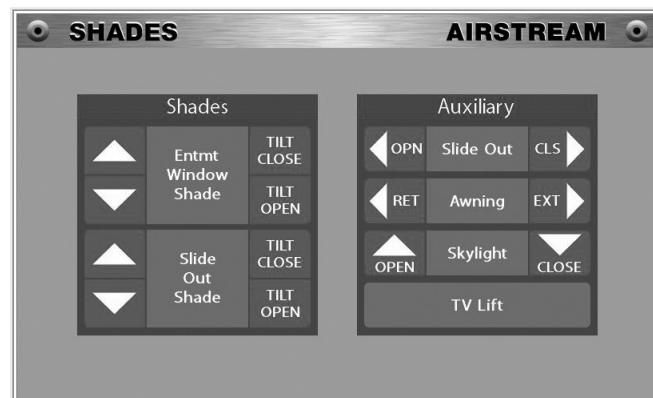 SHADES
AIRSTREAM
Shades
Entmt
Window
Shade
TILT
CLOSE
TILT
OPEN
Slide
Out
Shade
TILT
CLOSE
TILT
OPEN
Auxiliary
OPN Slide Out CLS
RET Awning EXT
OPEN Skylight CLOSE
TV Lift